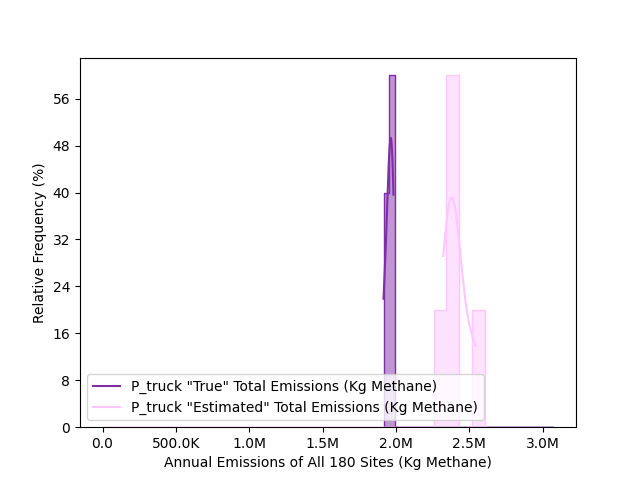 56
48
40
32
24
16
8
0
Relative Frequency (%)
P_truck "True" Total Emissions (Kg Methane)
P_truck "Estimated" Total Emissions (Kg Methane)
0.0 500.0K 1.0M 1.5M 2.0M 2.5M 3.0M
Annual Emissions of All 180 Sites (Kg Methane)